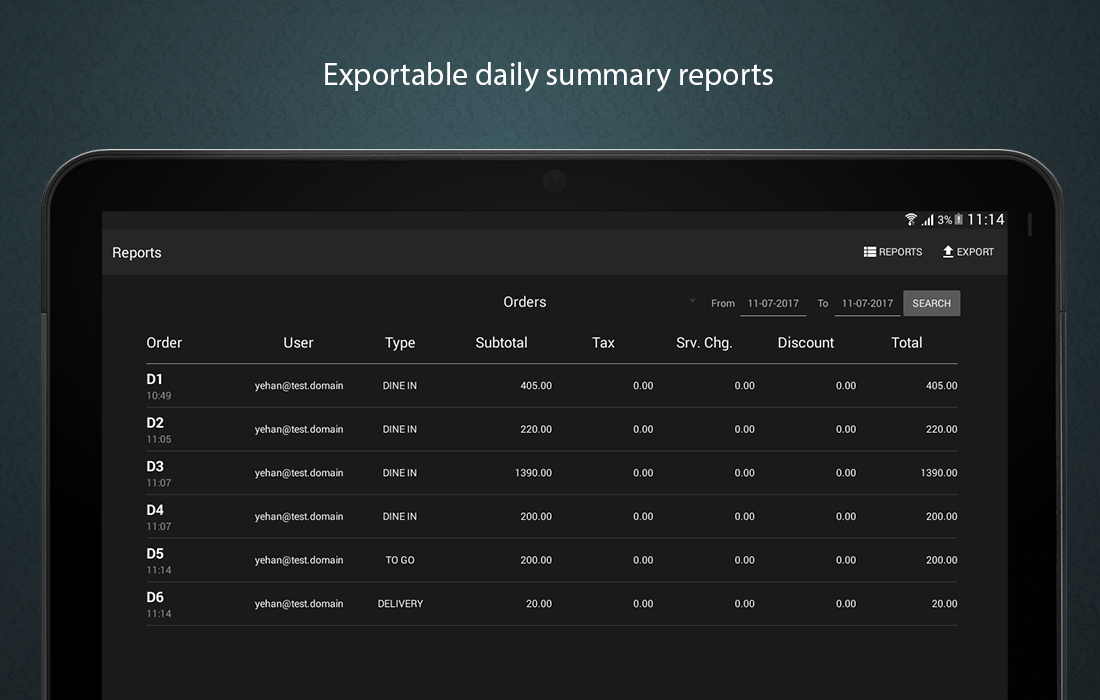 Exportable daily summary reports
3% 11:14
Reports REPORTS EXPORT
Orders From 11-07-2017 To 11-07-2017 SEARCH
Order User Type Subtotal Tax Srv. Chg. Discount Total
D1 yehan@test.domain DINE IN 405.00 0.00 0.00 0.00 405.00
10:49
D2 yehan@test.domain DINE IN 220.00 0.00 0.00 0.00 220.00
11:05
D3 yehan@test.domain DINE IN 1390.00 0.00 0.00 0.00 1390.00
11:07
D4 yehan@test.domain DINE IN 200.00 0.00 0.00 0.00 200.00
11:07
D5 yehan@test.domain TO GO 200.00 0.00 0.00 0.00 200.00
11:14
D6 yehan@test.domain DELIVERY 20.00 0.00 0.00 0.00 20.00
11:14